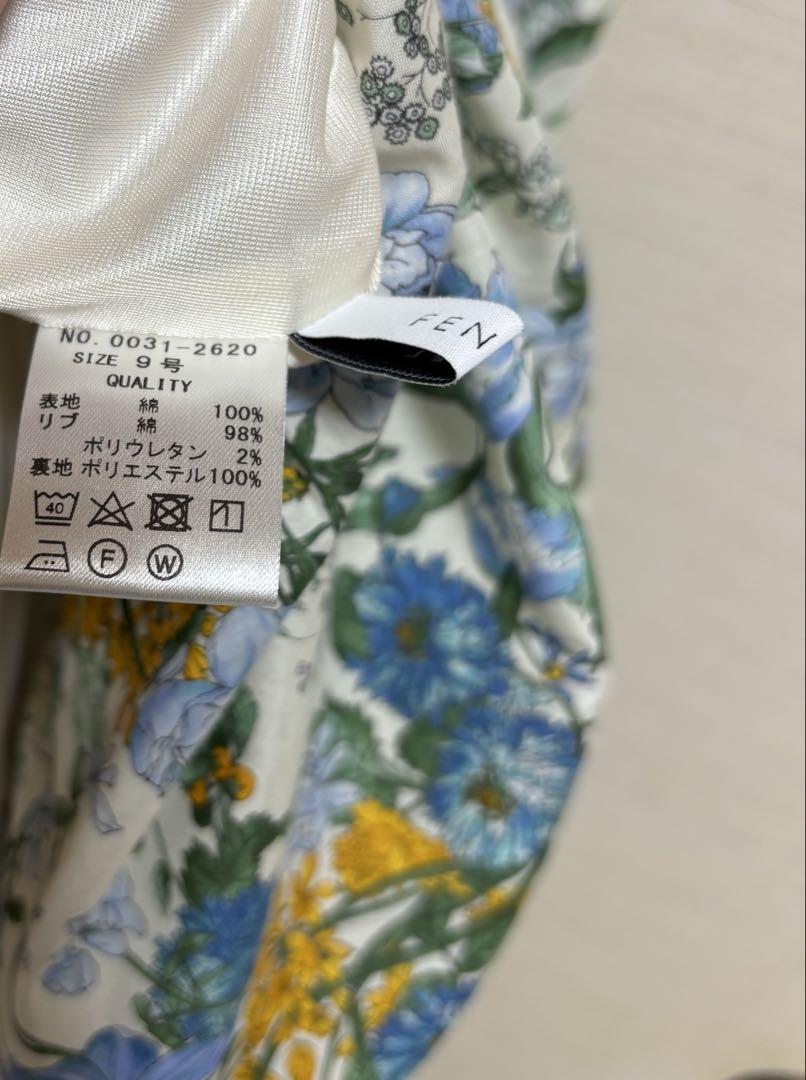 FEN
NO. 0031-2620
SIZE 9号
QUALITY
表地 綿 100%
リブ 綿 98%
ポリウレタン 2%
裏地 ポリエステル100%
40
F W